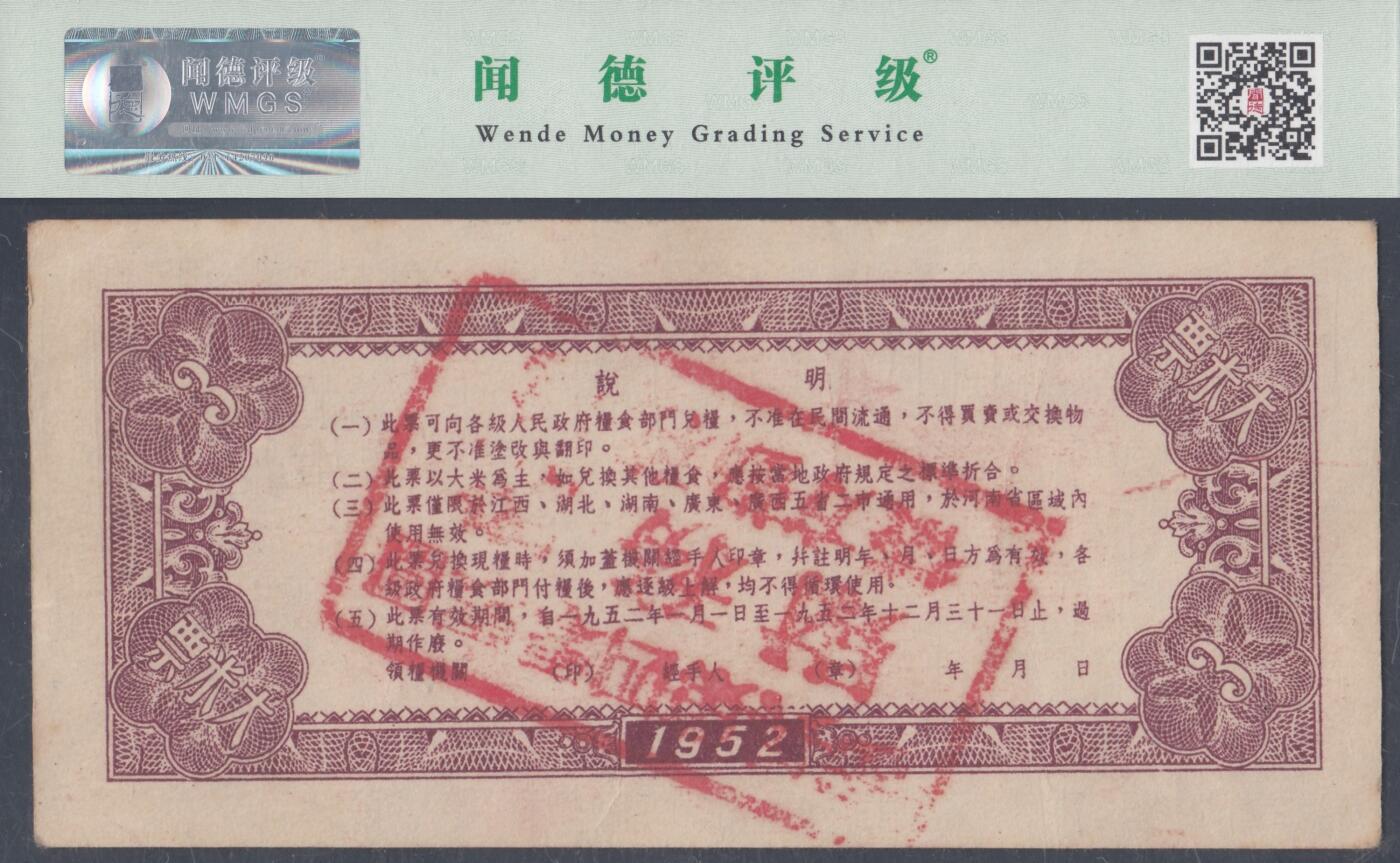 闻德评级®
WMGS
闻德评级®
Wende Money Grading Service
說 明
3
票米大
(一)此票可向各級人民政府糧食部門兌糧，不准在民間流通，不得買賣或交換物
品，更不准塗改與翻印。
(二)此票以大米為主，如兌換其他糧食，應按當地政府規定之標準折合。
(三)此票僅限於江西、湖北、湖南、廣東、廣西五省二市通用，於河南省區域內
使用無效。
(四)此票兌換現糧時，須加蓋機關經手人印章，幷註明年、月、日方為有效，各
級政府糧食部門付糧後，應逐級上解，均不得循環使用。
(五)此票有效期間，自一九五二年一月一日至一九五二年十二月三十一日止，過
期作廢。
領糧機關 (印) 經手人 (章) 年 月 日
票米大
3
1952